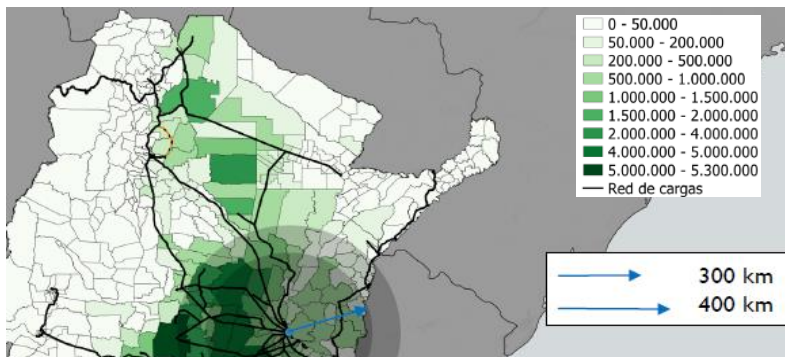 0 - 50.000
50.000 - 200.000
200.000 - 500.000
500.000 - 1.000.000
1.000.000 - 1.500.000
1.500.000 - 2.000.000
2.000.000 - 4.000.000
4.000.000 - 5.000.000
5.000.000 - 5.300.000
Red de cargas
300 km
400 km